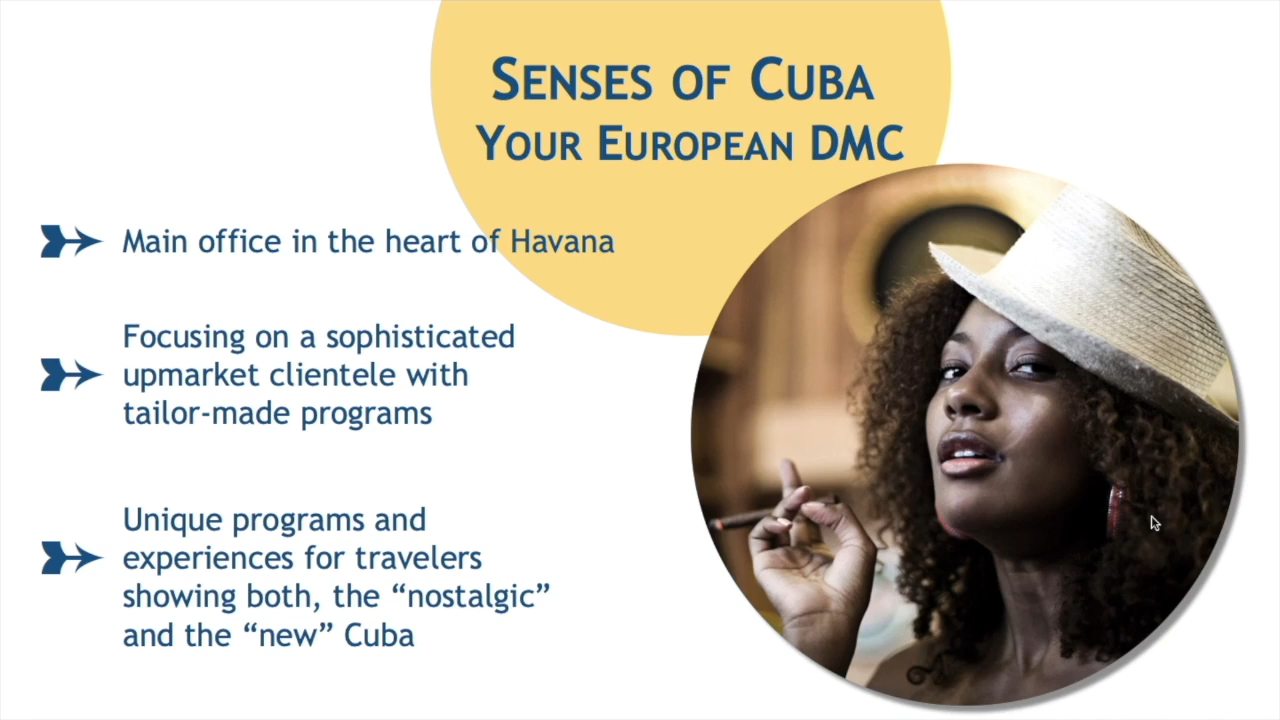 Senses of Cuba
Your European DMC
Main office in the heart of Havana
Focusing on a sophisticated
upmarket clientele with
tailor-made programs
Unique programs and
experiences for travelers
showing both, the “nostalgic”
and the “new” Cuba